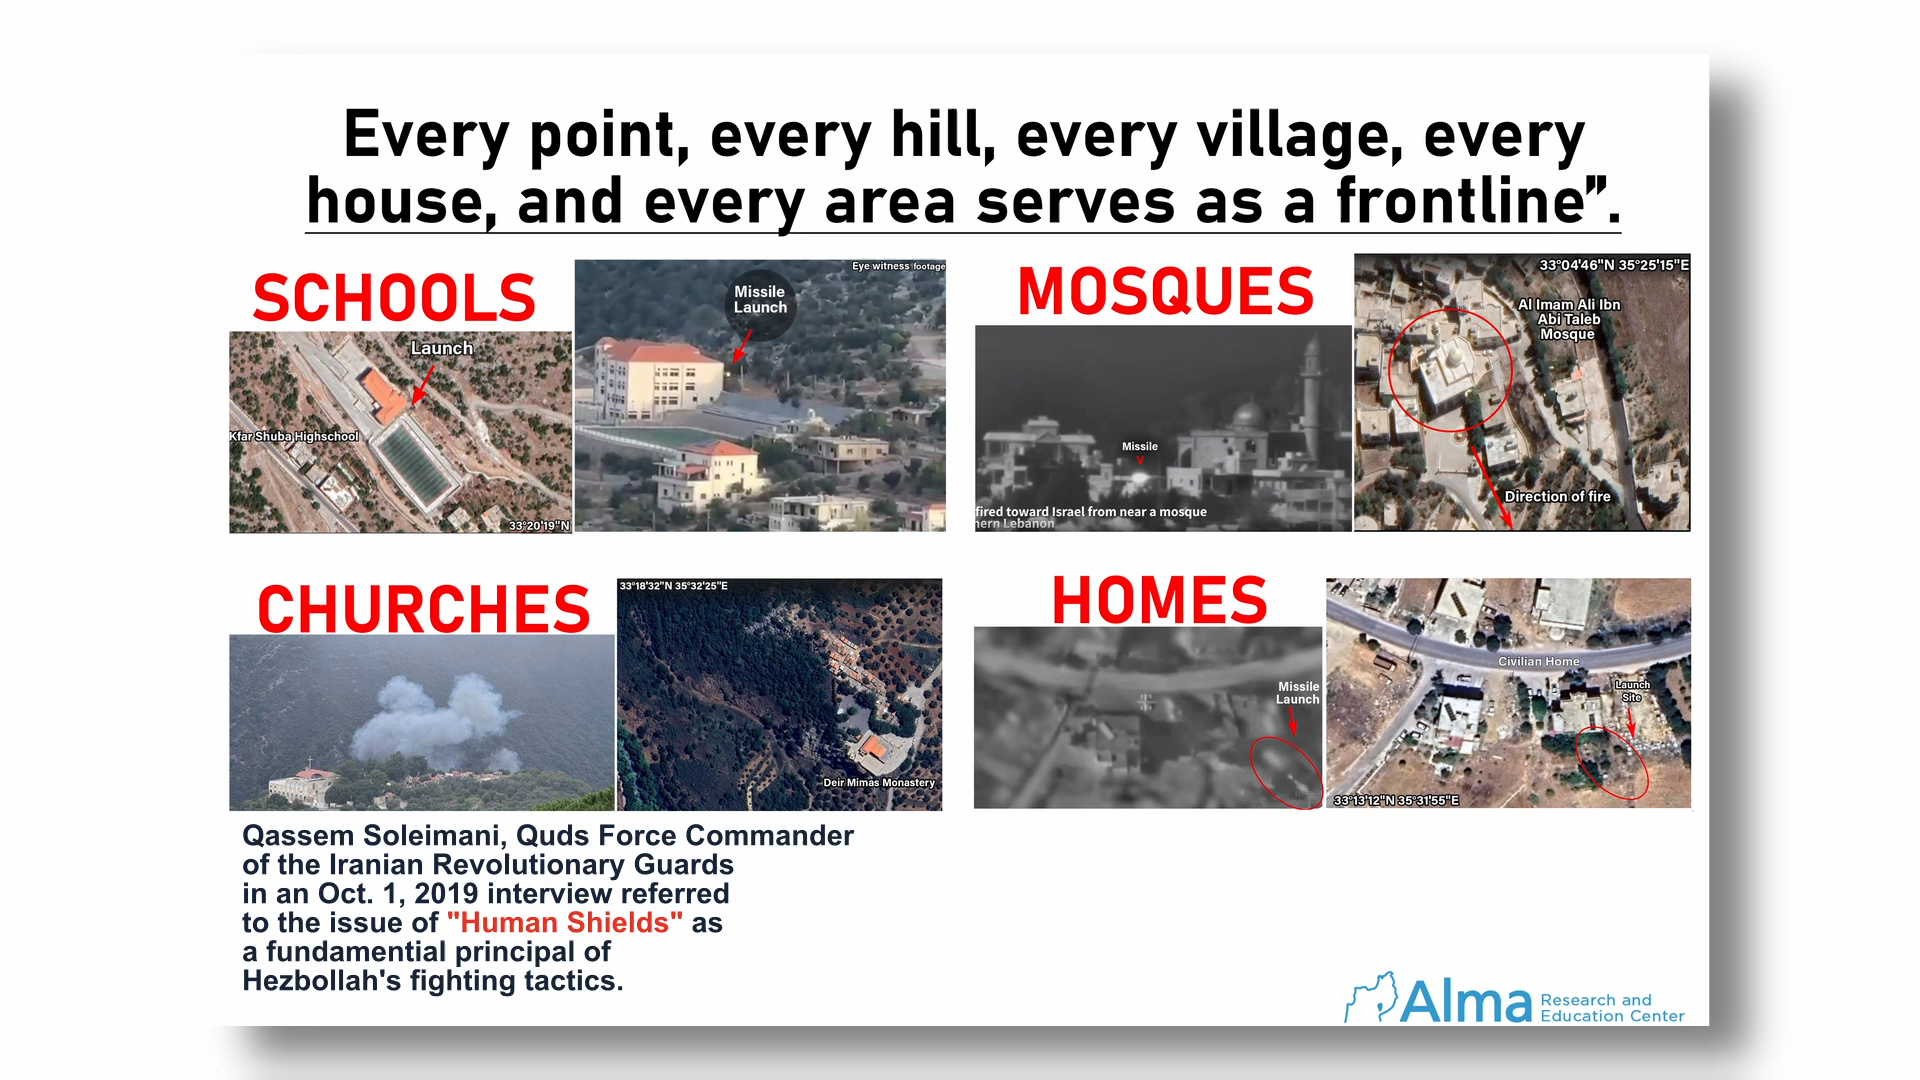 Every point, every hill, every village, every
house, and every area serves as a frontline”.
SCHOOLS
Launch
Kfar Shuba Highschool
33°20'19"N
Eye witness footage
Missile
Launch
MOSQUES
Missile
fired toward Israel from near a mosque
hern Lebanon
33°04'46"N 35°25'15"E
Al Imam Ali Ibn
Abi Taleb
Mosque
Direction of fire
CHURCHES
33°18'32"N 35°32'25"E
Deir Mimas Monastery
HOMES
Missile
Launch
Civilian Home
Launch
Site
33°13'12"N 35°31'55"E
Qassem Soleimani, Quds Force Commander
of the Iranian Revolutionary Guards
in an Oct. 1, 2019 interview referred
to the issue of "Human Shields" as
a fundamential principal of
Hezbollah's fighting tactics.
Alma Research and
Education Center